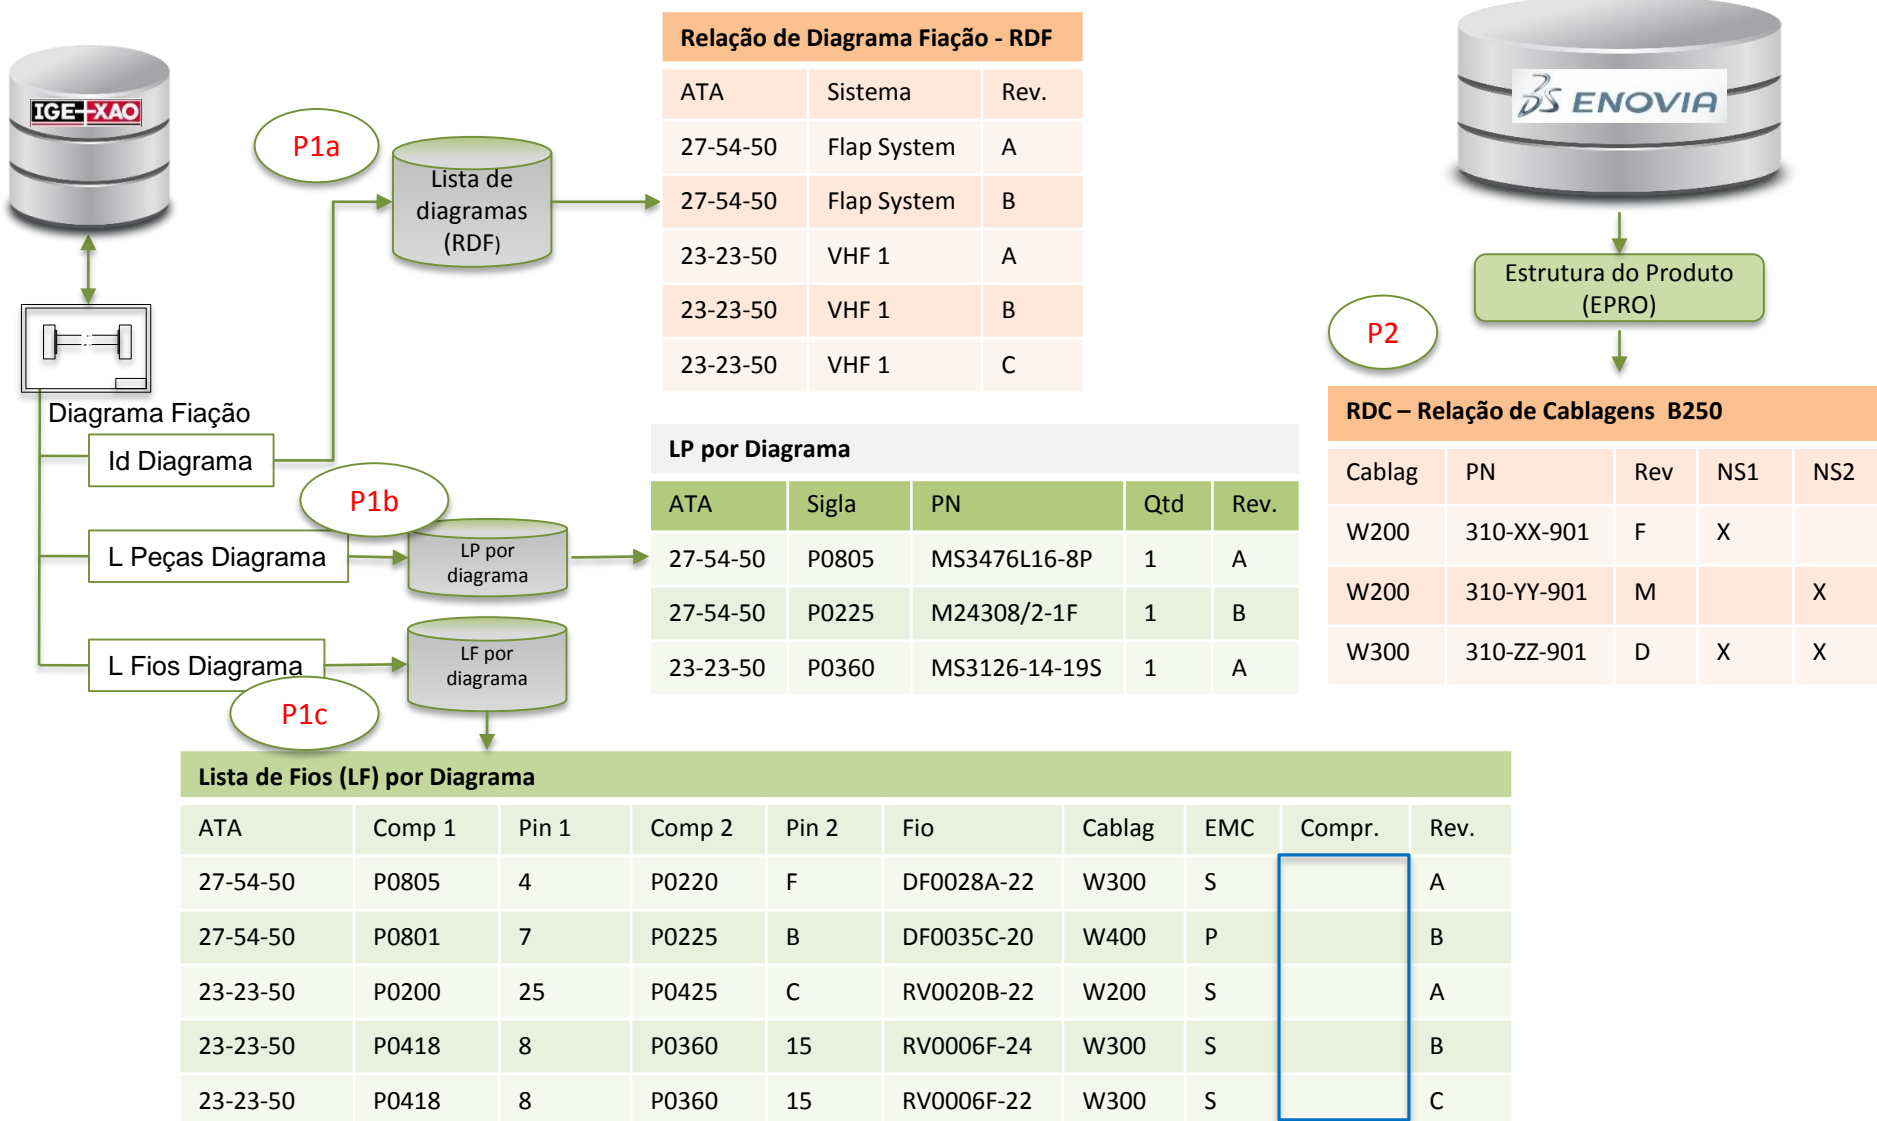 IGE+XAO
P1a
Lista de
diagramas
(RDF)
Diagrama Fiação
Id Diagrama
P1b
L Peças Diagrama
LP por
diagrama
L Fios Diagrama
P1c
LF por
diagrama
Relação de Diagrama Fiação - RDF
ATA Sistema Rev.
27-54-50 Flap System A
27-54-50 Flap System B
23-23-50 VHF 1 A
23-23-50 VHF 1 B
23-23-50 VHF 1 C
LP por Diagrama
ATA Sigla PN Qtd Rev.
27-54-50 P0805 MS3476L16-8P 1 A
27-54-50 P0225 M24308/2-1F 1 B
23-23-50 P0360 MS3126-14-19S 1 A
ENOVIA
Estrutura do Produto
(EPRO)
P2
RDC – Relação de Cablagens B250
Cablag PN Rev NS1 NS2
W200 310-XX-901 F X
W200 310-YY-901 M X
W300 310-ZZ-901 D X X
Lista de Fios (LF) por Diagrama
ATA Comp 1 Pin 1 Comp 2 Pin 2 Fio Cablag EMC Compr. Rev.
27-54-50 P0805 4 P0220 F DF0028A-22 W300 S A
27-54-50 P0801 7 P0225 B DF0035C-20 W400 P B
23-23-50 P0200 25 P0425 C RV0020B-22 W200 S A
23-23-50 P0418 8 P0360 15 RV0006F-24 W300 S B
23-23-50 P0418 8 P0360 15 RV0006F-22 W300 S C